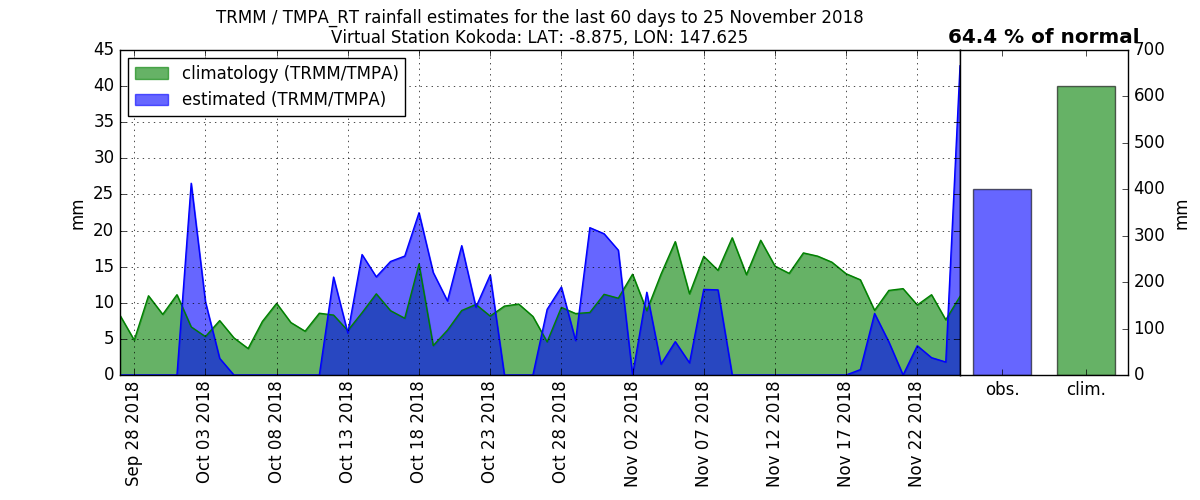 TRMM / TMPA_RT rainfall estimates for the last 60 days to 25 November 2018
Virtual Station Kokoda: LAT: -8.875, LON: 147.625
64.4 % of normal
climatology (TRMM/TMPA)
estimated (TRMM/TMPA)
45
40
35
30
25
20
15
10
5
0
mm
700
600
500
400
300
200
100
0
mm
Sep 28 2018
Oct 03 2018
Oct 08 2018
Oct 13 2018
Oct 18 2018
Oct 23 2018
Oct 28 2018
Nov 02 2018
Nov 07 2018
Nov 12 2018
Nov 17 2018
Nov 22 2018
obs.
clim.